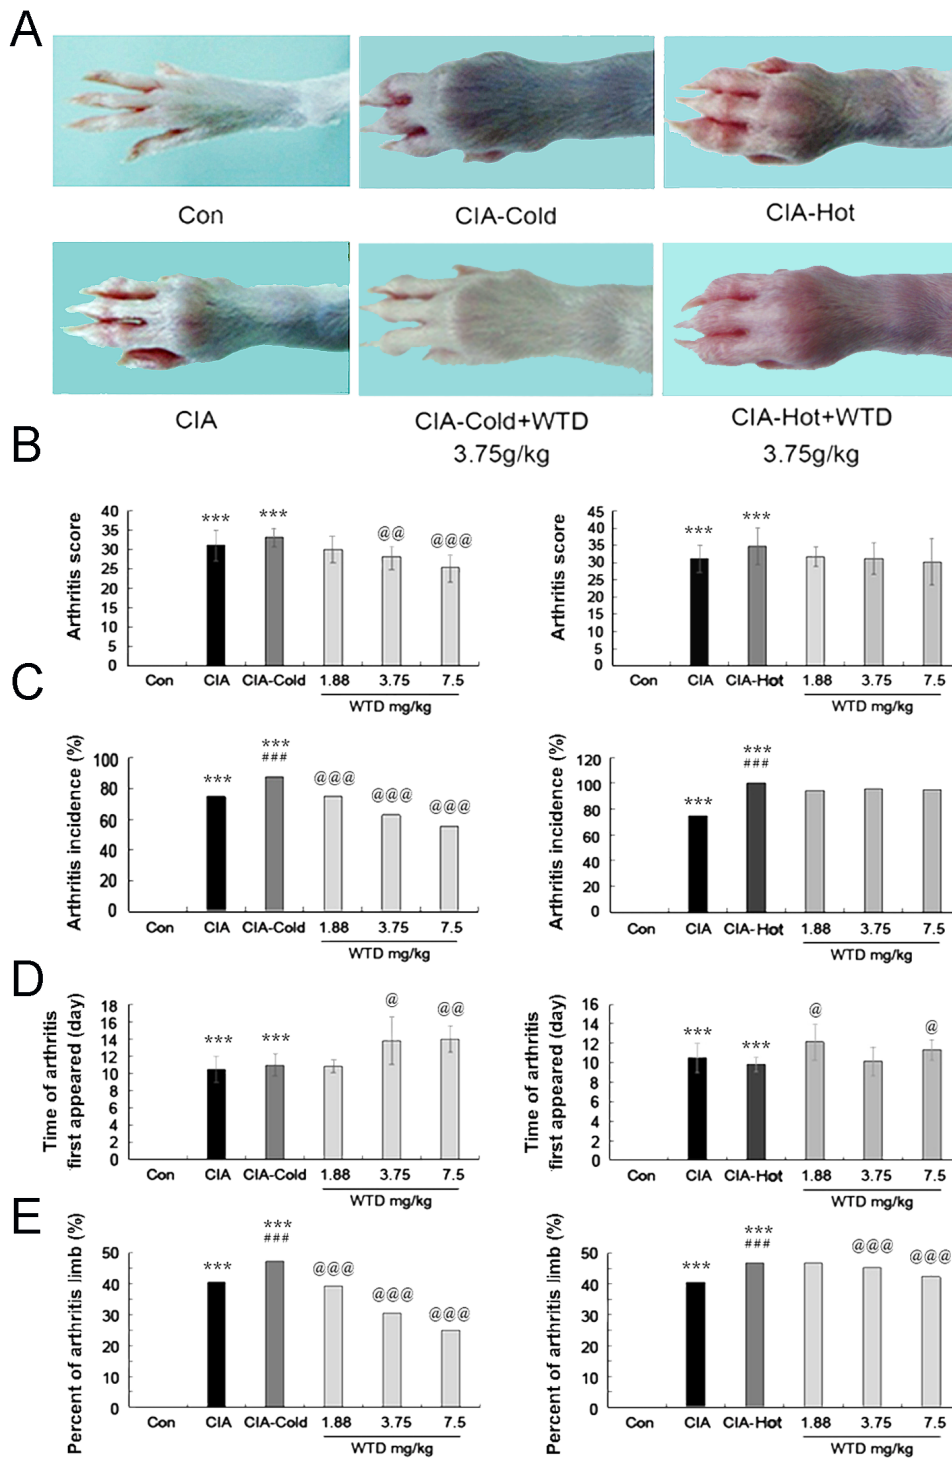 A
Con
CIA-Cold
CIA-Hot
CIA
CIA-Cold+WTD
3.75g/kg
CIA-Hot+WTD
3.75g/kg
B
Arthritis score
40
35
30
25
20
15
10
5
0
***
***
@@
@@@
Con CIA CIA-Cold 1.88 3.75 7.5
WTD mg/kg
Arthritis score
45
40
35
30
25
20
15
10
5
0
***
***
Con CIA CIA-Hot 1.88 3.75 7.5
WTD mg/kg
C
Arthritis incidence (%)
100
80
60
40
20
0
***
***
###
@@@
@@@
@@@
Con CIA CIA-Cold 1.88 3.75 7.5
WTD mg/kg
Arthritis incidence (%)
120
100
80
60
40
20
0
***
***
###
Con CIA CIA-Hot 1.88 3.75 7.5
WTD mg/kg
D
Time of arthritis
first appeared (day)
18
16
14
12
10
8
6
4
2
0
***
***
@
@@
Con CIA CIA-Cold 1.88 3.75 7.5
WTD mg/kg
Time of arthritis
first appeared (day)
16
14
12
10
8
6
4
2
0
***
***
@
@
Con CIA CIA-Hot 1.88 3.75 7.5
WTD mg/kg
E
Percent of arthritis limb (%)
50
40
30
20
10
0
***
***
###
@@@
@@@
@@@
Con CIA CIA-Cold 1.88 3.75 7.5
WTD mg/kg
Percent of arthritis limb (%)
50
40
30
20
10
0
***
***
###
@@@
@@@
Con CIA CIA-Hot 1.88 3.75 7.5
WTD mg/kg